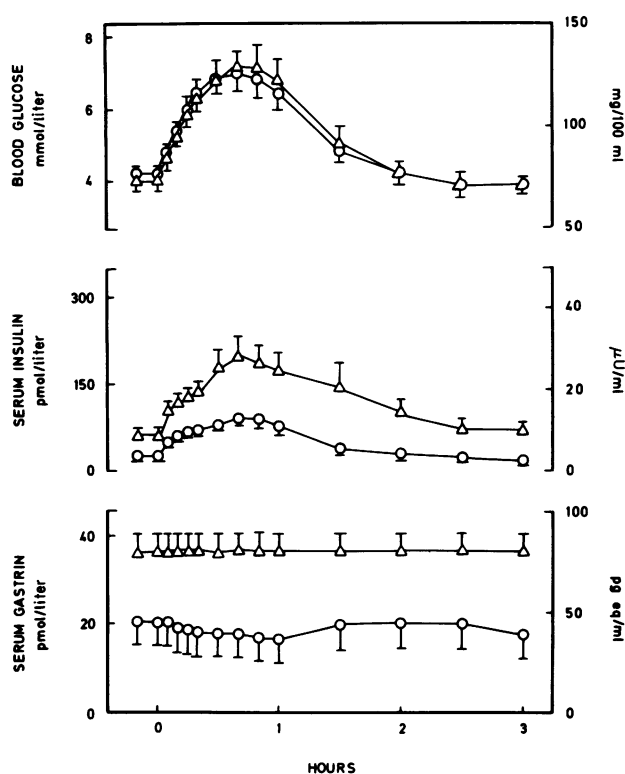 BLOOD GLUCOSE
mmol/liter
8
6
4
150
100
50
mg/100 ml
SERUM INSULIN
pmol/liter
300
150
0
40
20
0
μU/ml
SERUM GASTRIN
pmol/liter
40
20
0
100
50
0
pg eq/ml
0
1
2
3
HOURS